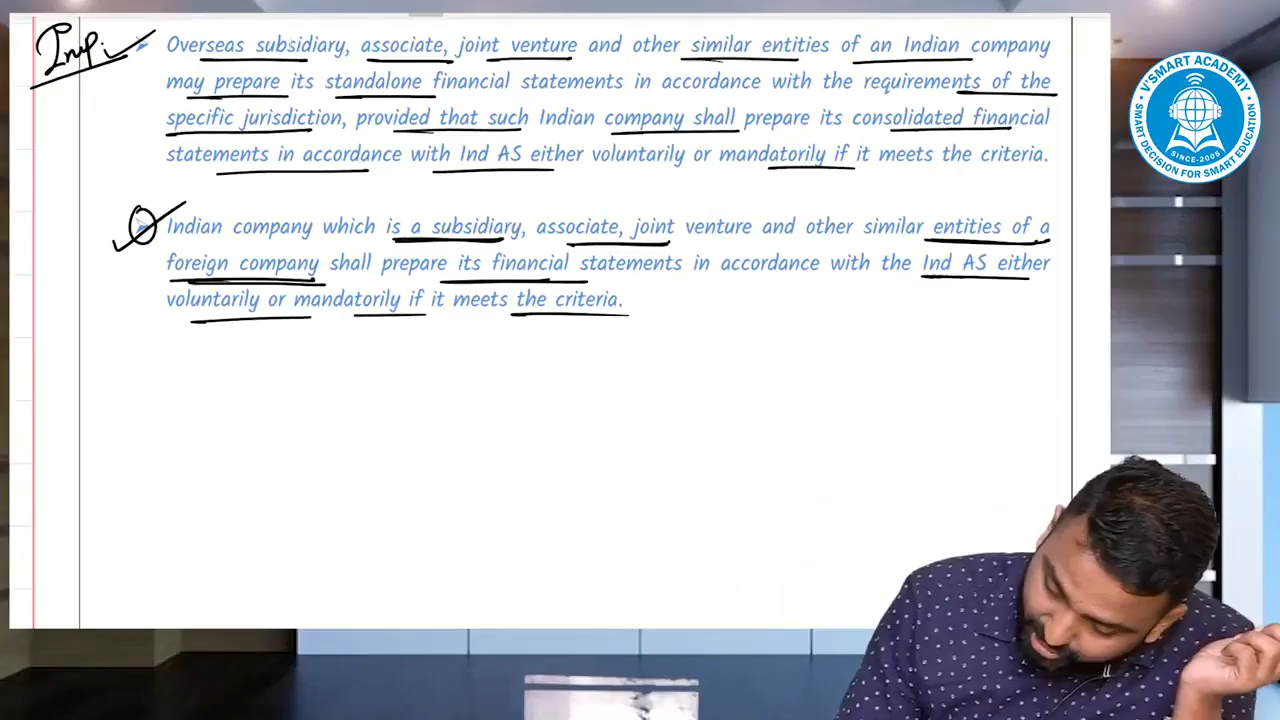 Imp:
Overseas subsidiary, associate, joint venture and other similar entities of an Indian company
may prepare its standalone financial statements in accordance with the requirements of the
specific jurisdiction, provided that such Indian company shall prepare its consolidated financial
statements in accordance with Ind AS either voluntarily or mandatorily if it meets the criteria.
Indian company which is a subsidiary, associate, joint venture and other similar entities of a
foreign company shall prepare its financial statements in accordance with the Ind AS either
voluntarily or mandatorily if it meets the criteria.
V'SMART ACADEMY
SINCE-2006
SMART DECISION FOR SMART EDUCATION